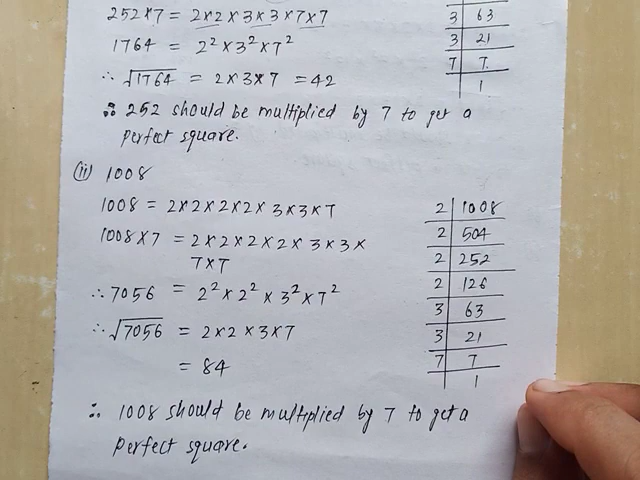 252×7 = 2×2×3×3×7×7
1764 = 2²×3²×7²
∴ √1764 = 2×3×7 = 42
∴ 252 should be multiplied by 7 to get a
perfect square.
3 | 63
3 | 21
7 | 7
1
(ii) 1008
1008 = 2×2×2×2×3×3×7
1008×7 = 2×2×2×2×3×3×
7×7
∴ 7056 = 2²×2²×3²×7²
∴ √7056 = 2×2×3×7
= 84
2 | 1008
2 | 504
2 | 252
2 | 126
3 | 63
3 | 21
7 | 7
1
∴ 1008 should be multiplied by 7 to get a
perfect square.